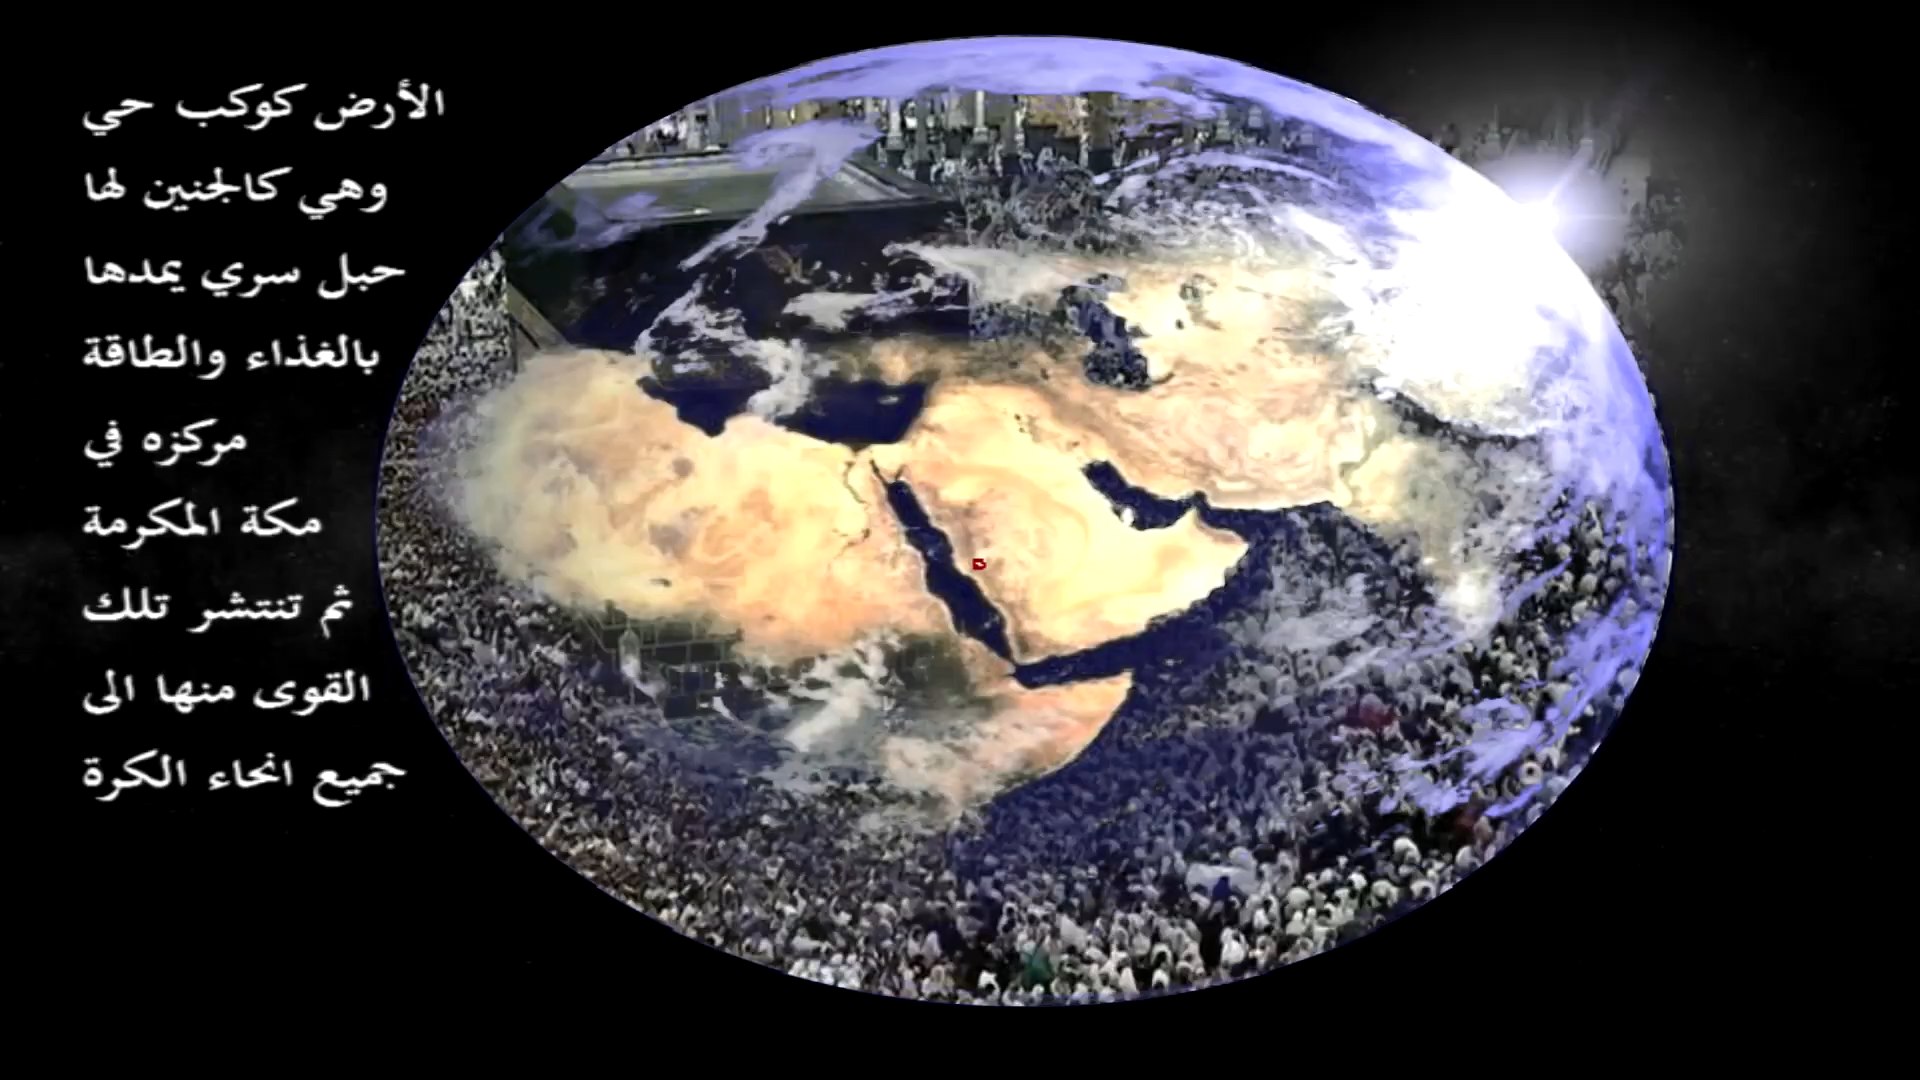 الأرض كوكب حي
وهي كالجنين لها
حبل سري يمدها
بالغذاء والطاقة
مركزه في
مكة المكرمة
ثم تنتشر تلك
القوى منها الى
جميع انحاء الكرة